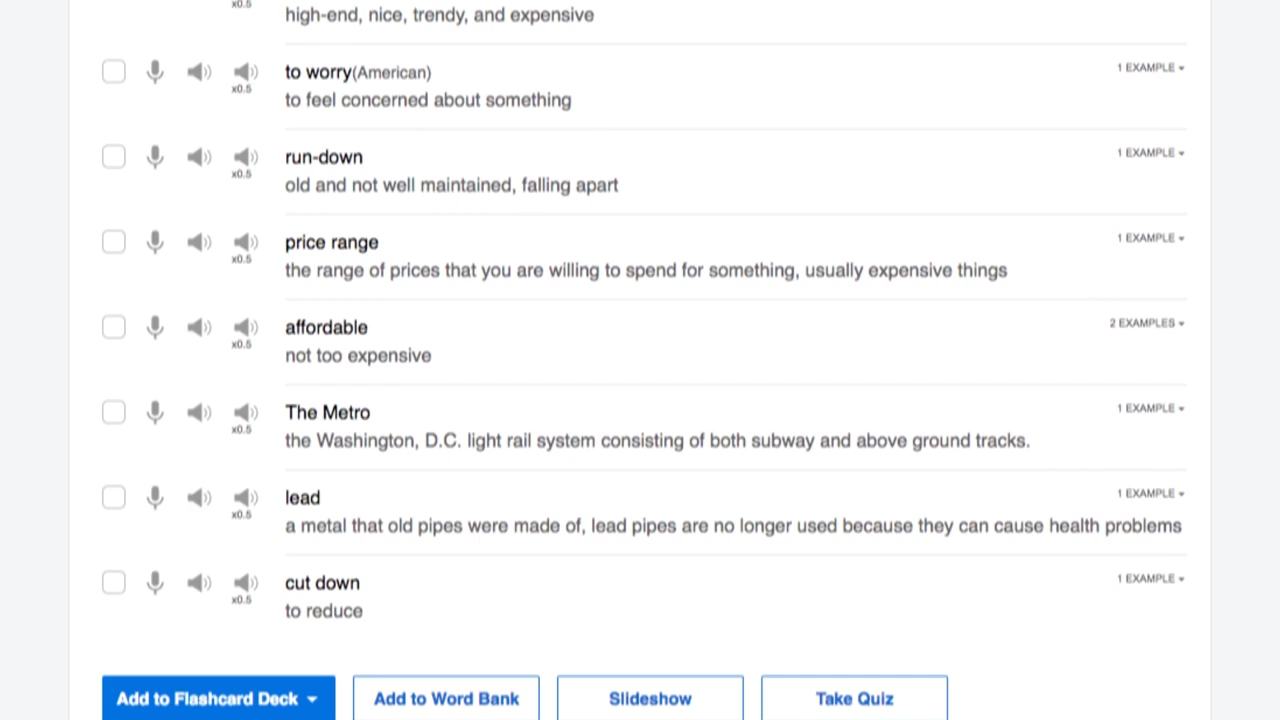 x0.5
high-end, nice, trendy, and expensive
to worry(American)
1 EXAMPLE
x0.5
to feel concerned about something
run-down
1 EXAMPLE
x0.5
old and not well maintained, falling apart
price range
1 EXAMPLE
x0.5
the range of prices that you are willing to spend for something, usually expensive things
affordable
2 EXAMPLES
x0.5
not too expensive
The Metro
1 EXAMPLE
x0.5
the Washington, D.C. light rail system consisting of both subway and above ground tracks.
lead
1 EXAMPLE
x0.5
a metal that old pipes were made of, lead pipes are no longer used because they can cause health problems
cut down
1 EXAMPLE
x0.5
to reduce
Add to Flashcard Deck
Add to Word Bank
Slideshow
Take Quiz